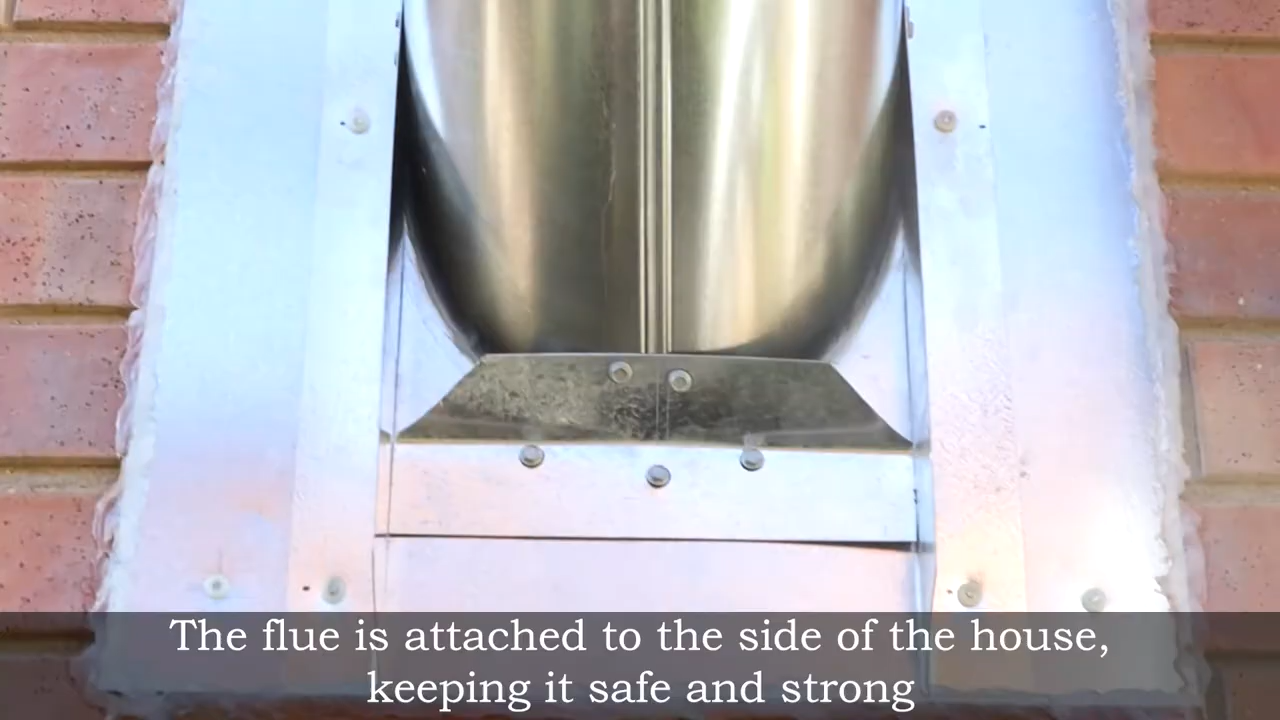 The flue is attached to the side of the house,
keeping it safe and strong